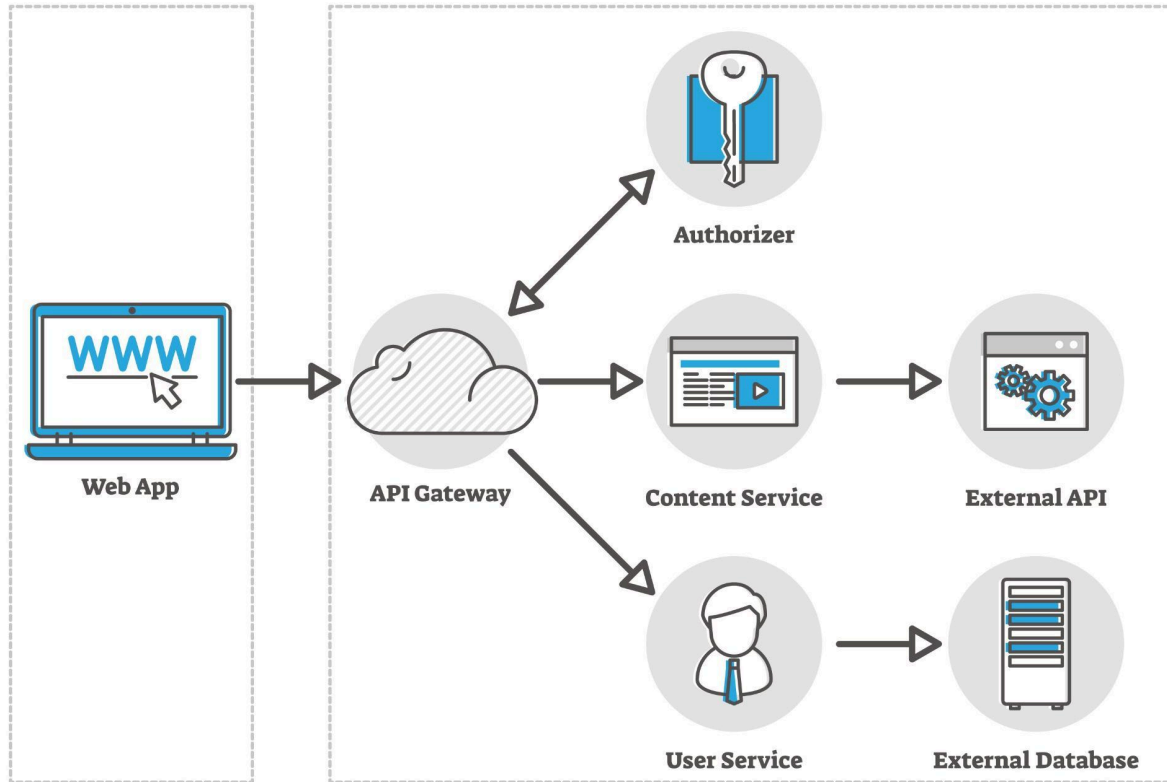 Authorizer
WWW
Web App
API Gateway
Content Service
External API
User Service
External Database